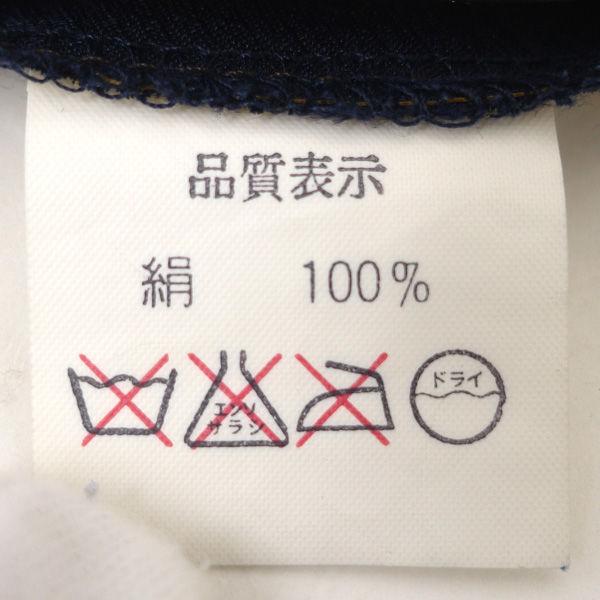 品質表示
絹 100%
エンソ
サラシ
ドライ